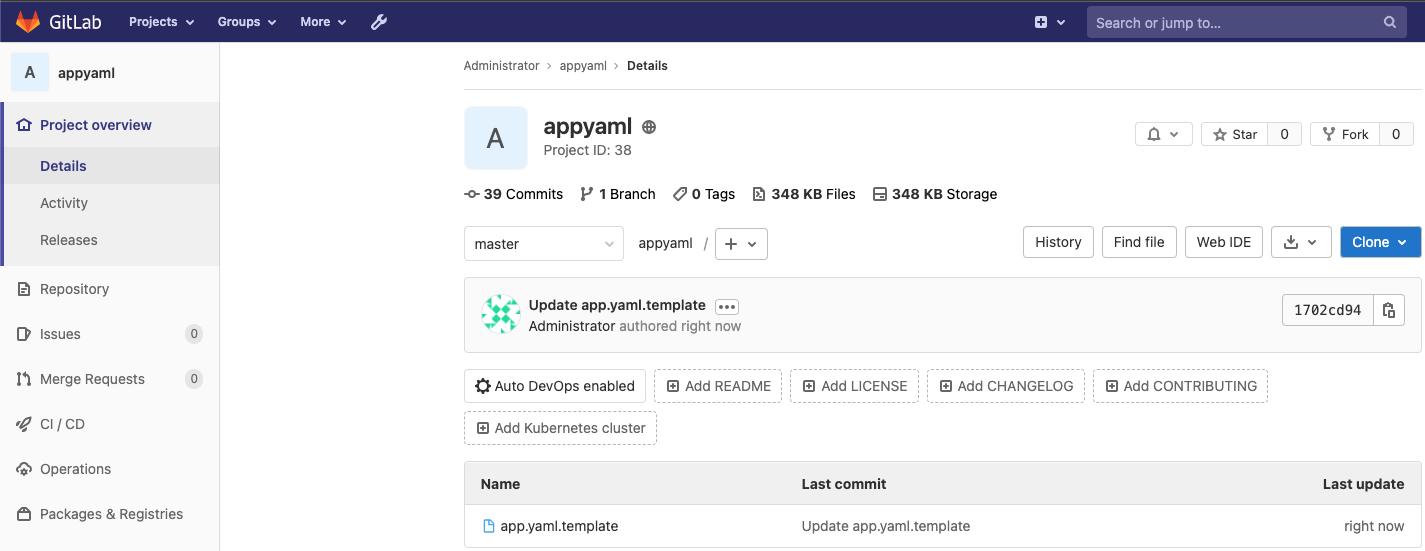 GitLab Projects Groups More Search or jump to...
A appyaml
Project overview
Details
Activity
Releases
Repository
Issues 0
Merge Requests 0
CI / CD
Operations
Packages & Registries
Administrator › appyaml › Details
A
appyaml
Project ID: 38
Star 0 Fork 0
39 Commits 1 Branch 0 Tags 348 KB Files 348 KB Storage
master appyaml / + History Find file Web IDE Clone
Update app.yaml.template •••
Administrator authored right now
1702cd94
Auto DevOps enabled Add README Add LICENSE Add CHANGELOG Add CONTRIBUTING
Add Kubernetes cluster
Name Last commit Last update
app.yaml.template Update app.yaml.template right now